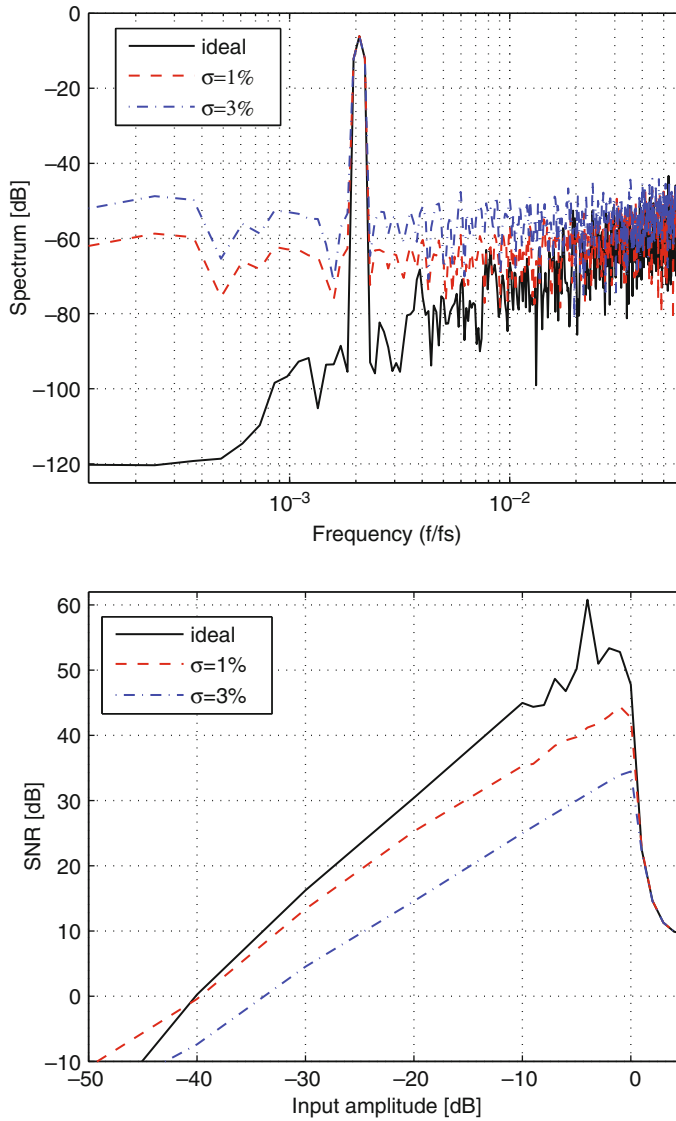 0
−20
−40
−60
−80
−100
−120
Spectrum [dB]
ideal
σ=1%
σ=3%
10−3
10−2
Frequency (f/fs)
60
50
40
30
20
10
0
−10
SNR [dB]
ideal
σ=1%
σ=3%
−50
−40
−30
−20
−10
0
Input amplitude [dB]